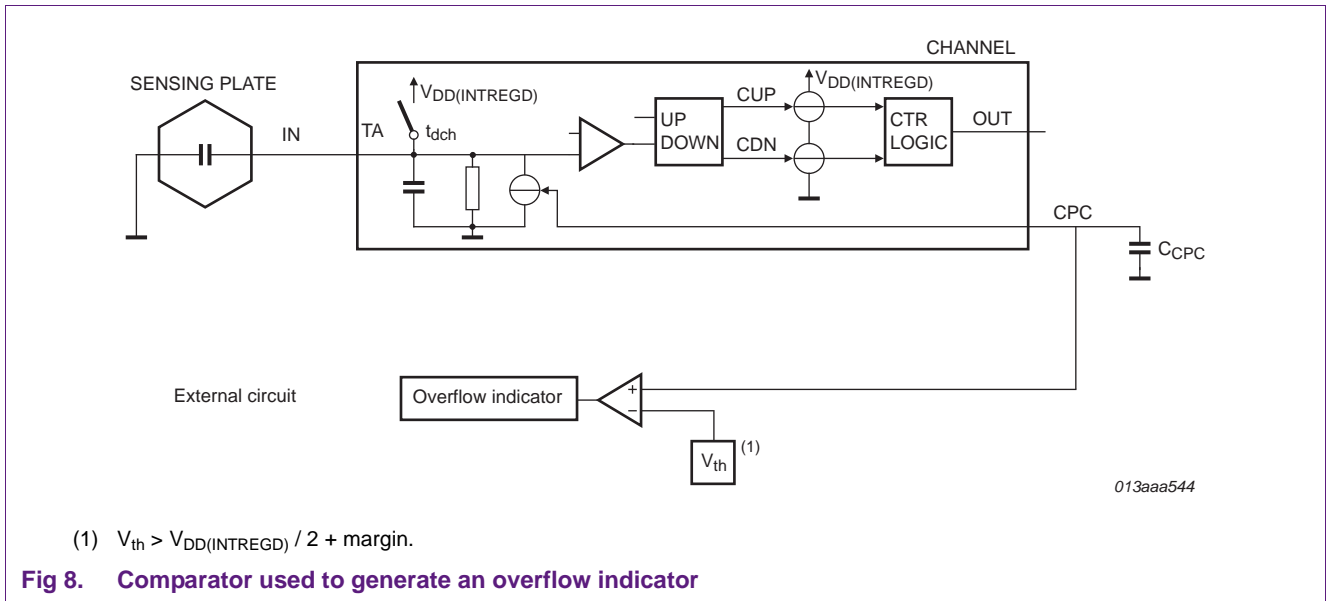 CHANNEL
SENSING PLATE
VDD(INTREGD)
VDD(INTREGD)
IN
TA
tdch
UP
DOWN
CUP
CDN
CTR
LOGIC
OUT
CPC
CCPC
External circuit
Overflow indicator
+
−
Vth
(1)
013aaa544
(1) Vth > VDD(INTREGD) / 2 + margin.
Fig 8. Comparator used to generate an overflow indicator